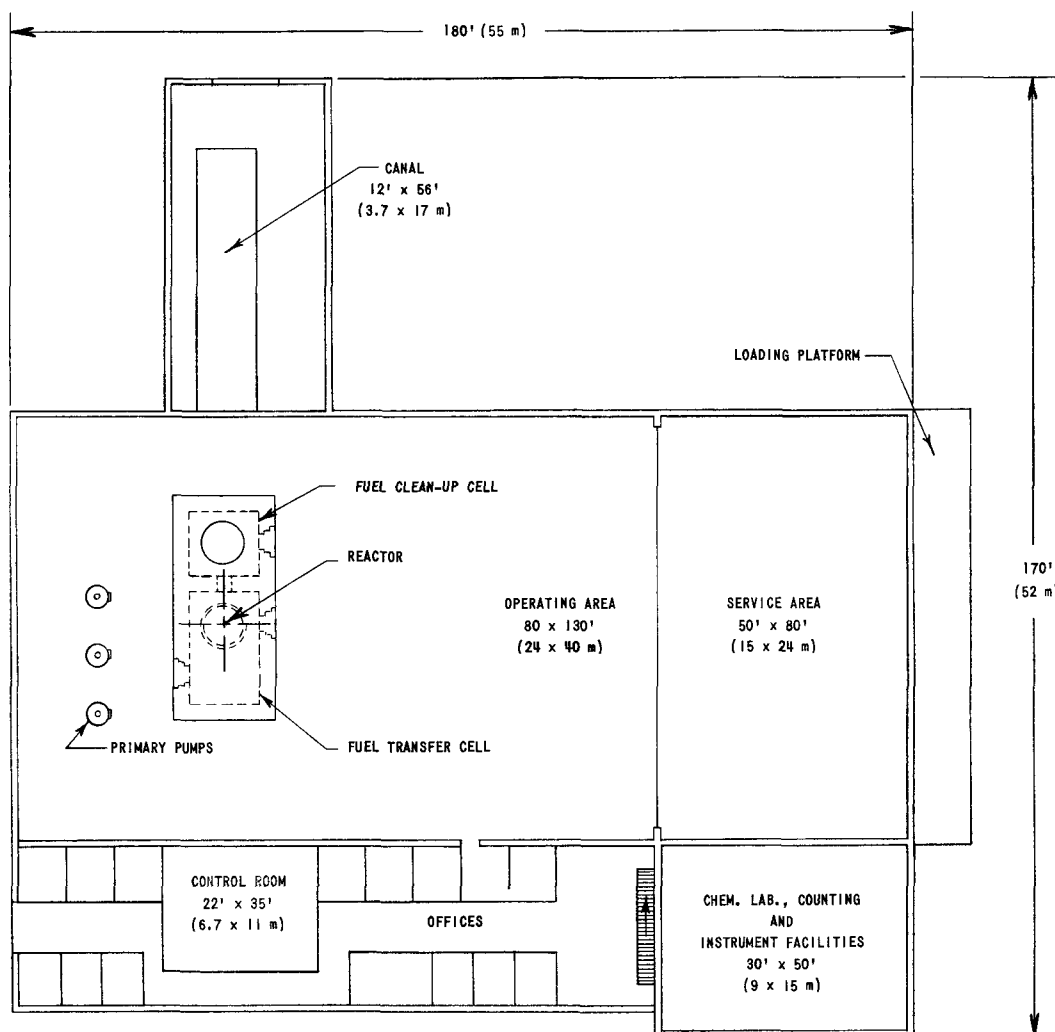 180' (55 m)
CANAL
12' x 56'
(3.7 x 17 m)
LOADING PLATFORM
FUEL CLEAN-UP CELL
REACTOR
170'
(52 m)
OPERATING AREA
80 x 130'
(24 x 40 m)
SERVICE AREA
50' x 80'
(15 x 24 m)
PRIMARY PUMPS
FUEL TRANSFER CELL
CONTROL ROOM
22' x 35'
(6.7 x 11 m)
OFFICES
CHEM. LAB., COUNTING
AND
INSTRUMENT FACILITIES
30' x 50'
(9 x 15 m)